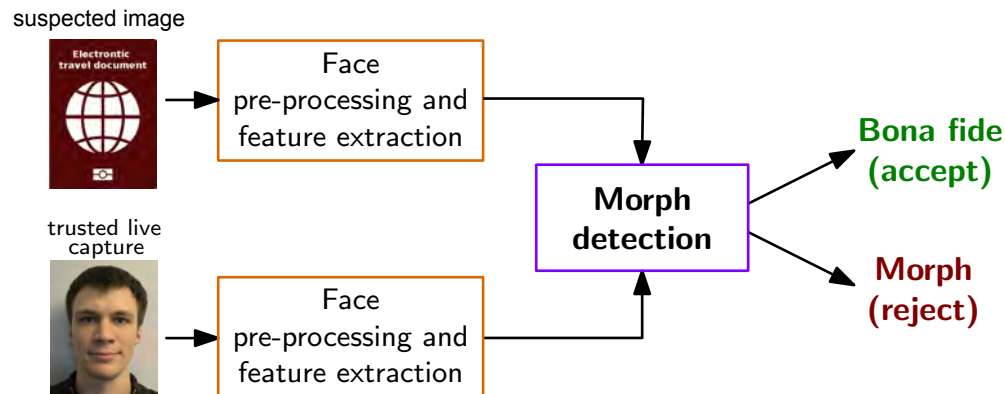 suspected image
Electrontic
travel document
Face
pre-processing and
feature extraction
trusted live
capture
Face
pre-processing and
feature extraction
Morph
detection
Bona fide
(accept)
Morph
(reject)